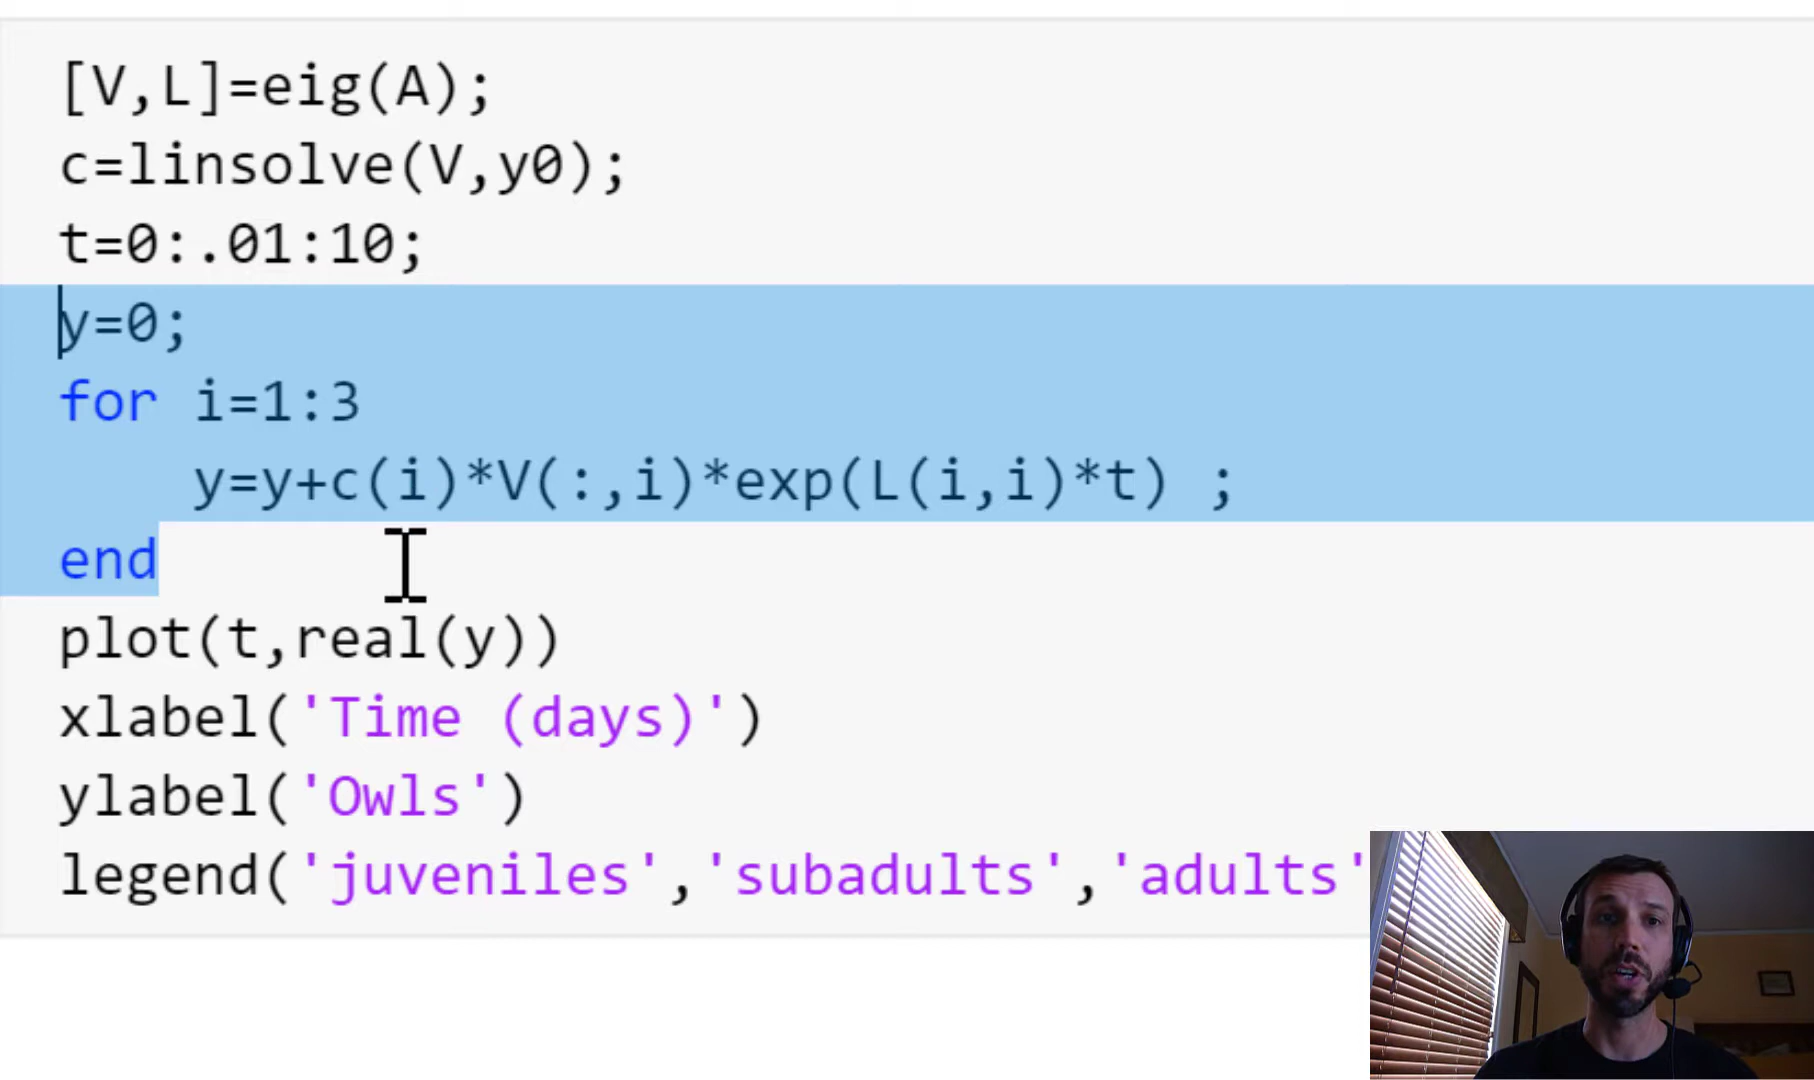 [V,L]=eig(A);
c=linsolve(V,y0);
t=0:.01:10;
y=0;
for i=1:3
y=y+c(i)*V(:,i)*exp(L(i,i)*t) ;
end
plot(t,real(y))
xlabel('Time (days)')
ylabel('Owls')
legend('juveniles','subadults','adults'